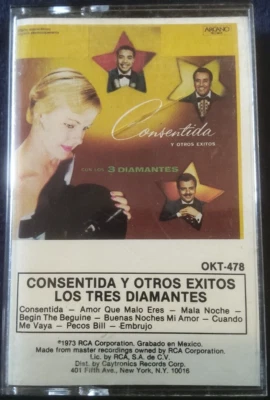 ARCANO
Consentida
Y OTROS EXITOS
CON LOS 3 DIAMANTES
OKT-478
CONSENTIDA Y OTROS EXITOS
LOS TRES DIAMANTES
Consentida – Amor Que Malo Eres – Mala Noche –
Begin The Beguine – Buenas Noches Mi Amor – Cuando
Me Vaya – Pecos Bill – Embrujo
℗1973 RCA Corporation. Grabado en Mexico.
Made from master recordings owned by RCA Corporation.
Lic. by RCA, S.A. de C.V.
Dist. by Caytronics Records Corp.
401 Fifth Ave., New York, N.Y. 10016